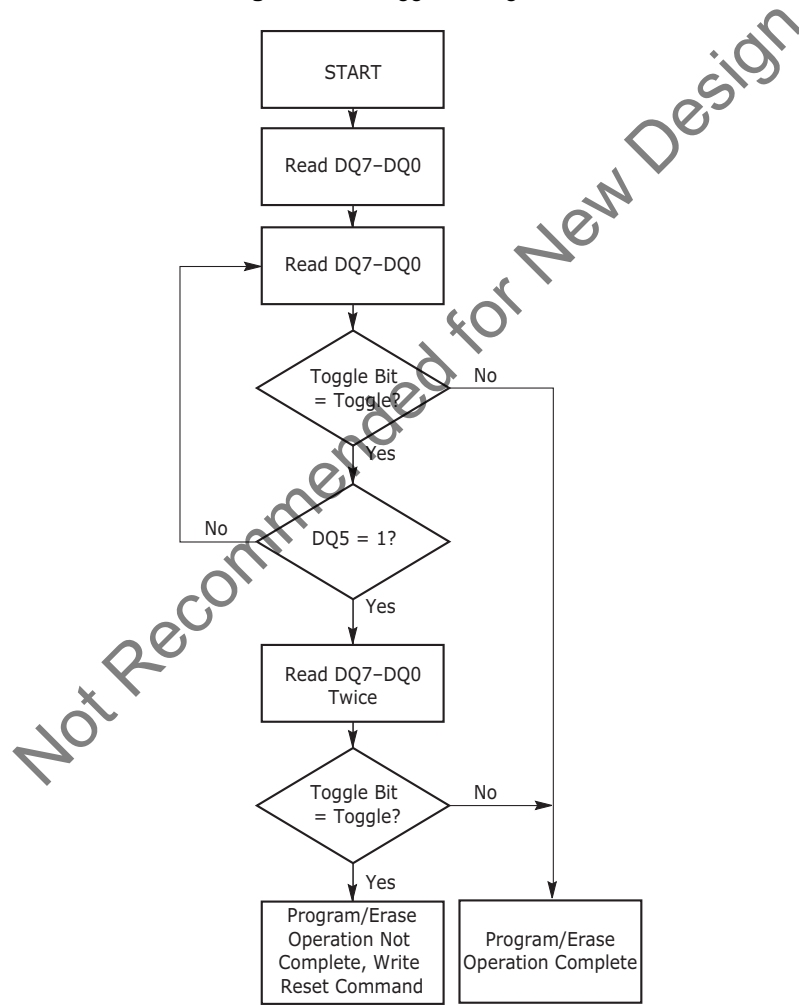 START
Read DQ7–DQ0
Read DQ7–DQ0
Toggle Bit
= Toggle?
No
Yes
DQ5 = 1?
No
Yes
Read DQ7–DQ0
Twice
Toggle Bit
= Toggle?
No
Yes
Program/Erase
Operation Not
Complete, Write
Reset Command
Program/Erase
Operation Complete
Not Recommended for New Design